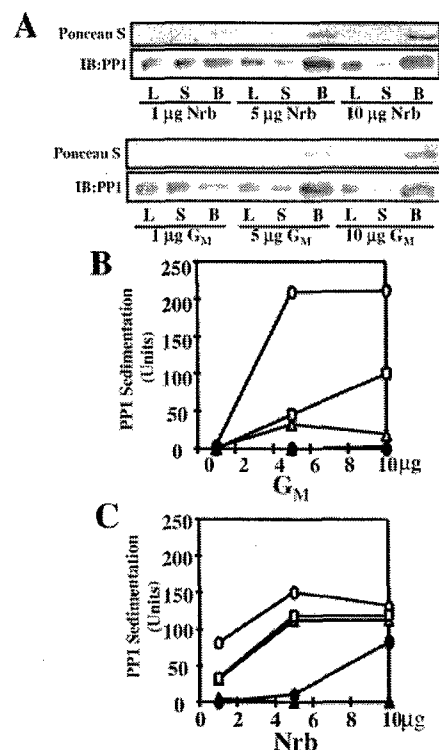 A
Ponceau S
IB:PP1
L S B L S B L S B
1 µg Nrb 5 µg Nrb 10 µg Nrb
Ponceau S
IB:PP1
L S B L S B L S B
1 µg GM 5 µg GM 10 µg GM
B
PP1 Sedimentation
(Units)
250
200
150
100
50
0
0 2 4 6 8 10µg
GM
C
PP1 Sedimentation
(Units)
250
200
150
100
50
0
0 2 4 6 8 10µg
Nrb